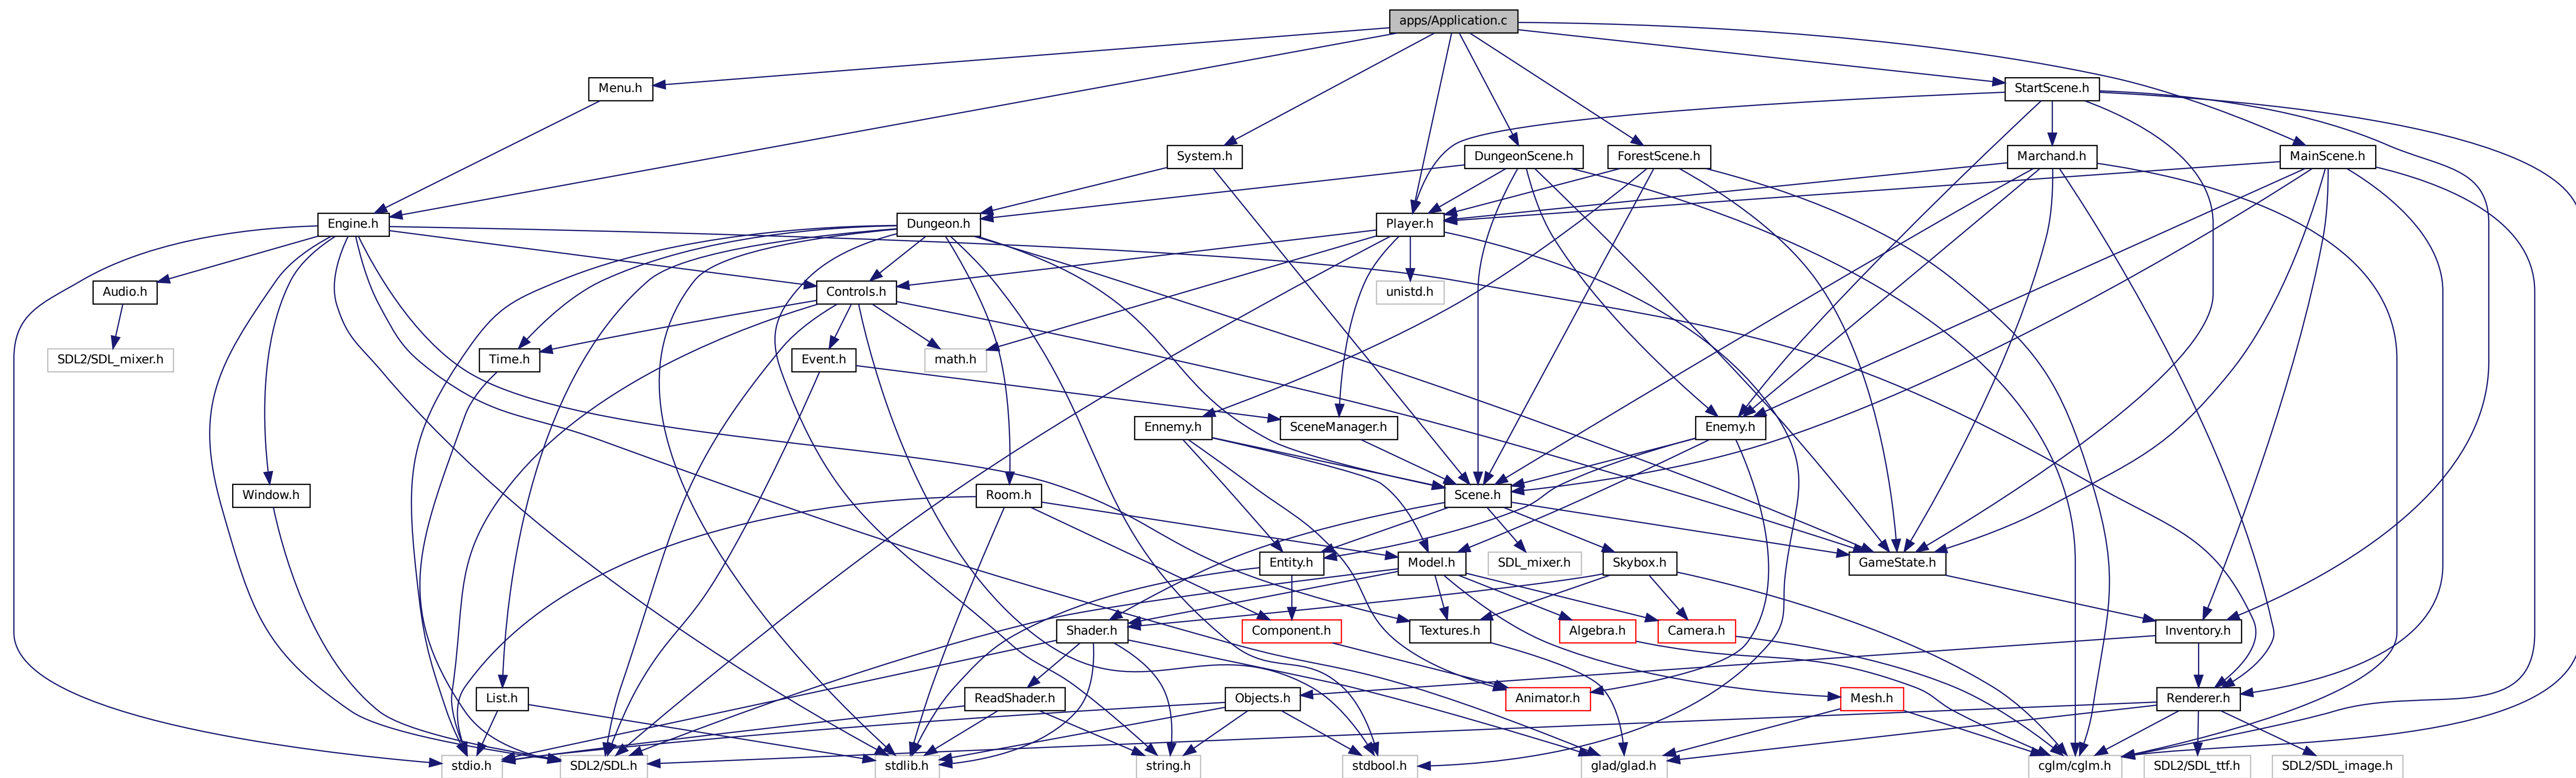 apps/Application.c
Menu.h
StartScene.h
System.h
DungeonScene.h
ForestScene.h
Marchand.h
MainScene.h
Engine.h
Dungeon.h
Player.h
Audio.h
Controls.h
unistd.h
SDL2/SDL_mixer.h
Time.h
Event.h
math.h
Ennemy.h
SceneManager.h
Enemy.h
Window.h
Room.h
Scene.h
Entity.h
Model.h
SDL_mixer.h
Skybox.h
GameState.h
Shader.h
Component.h
Textures.h
Algebra.h
Camera.h
Inventory.h
List.h
ReadShader.h
Objects.h
Animator.h
Mesh.h
Renderer.h
stdio.h
SDL2/SDL.h
stdlib.h
string.h
stdbool.h
glad/glad.h
cglm/cglm.h
SDL2/SDL_ttf.h
SDL2/SDL_image.h